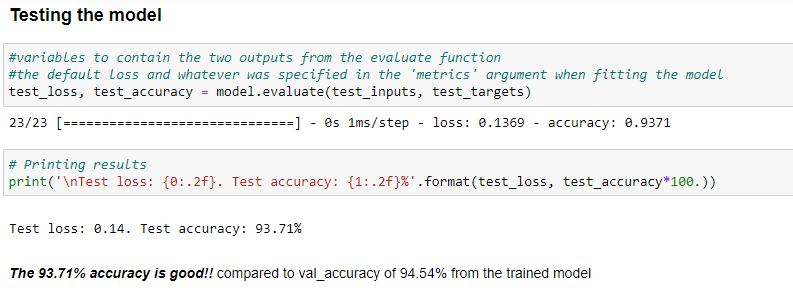 Testing the model
#variables to contain the two outputs from the evaluate function
#the default loss and whatever was specified in the 'metrics' argument when fitting the model
test_loss, test_accuracy = model.evaluate(test_inputs, test_targets)
23/23 [==============================] - 0s 1ms/step - loss: 0.1369 - accuracy: 0.9371
# Printing results
print('\nTest loss: {0:.2f}. Test accuracy: {1:.2f}%'.format(test_loss, test_accuracy*100.))
Test loss: 0.14. Test accuracy: 93.71%
The 93.71% accuracy is good!! compared to val_accuracy of 94.54% from the trained model